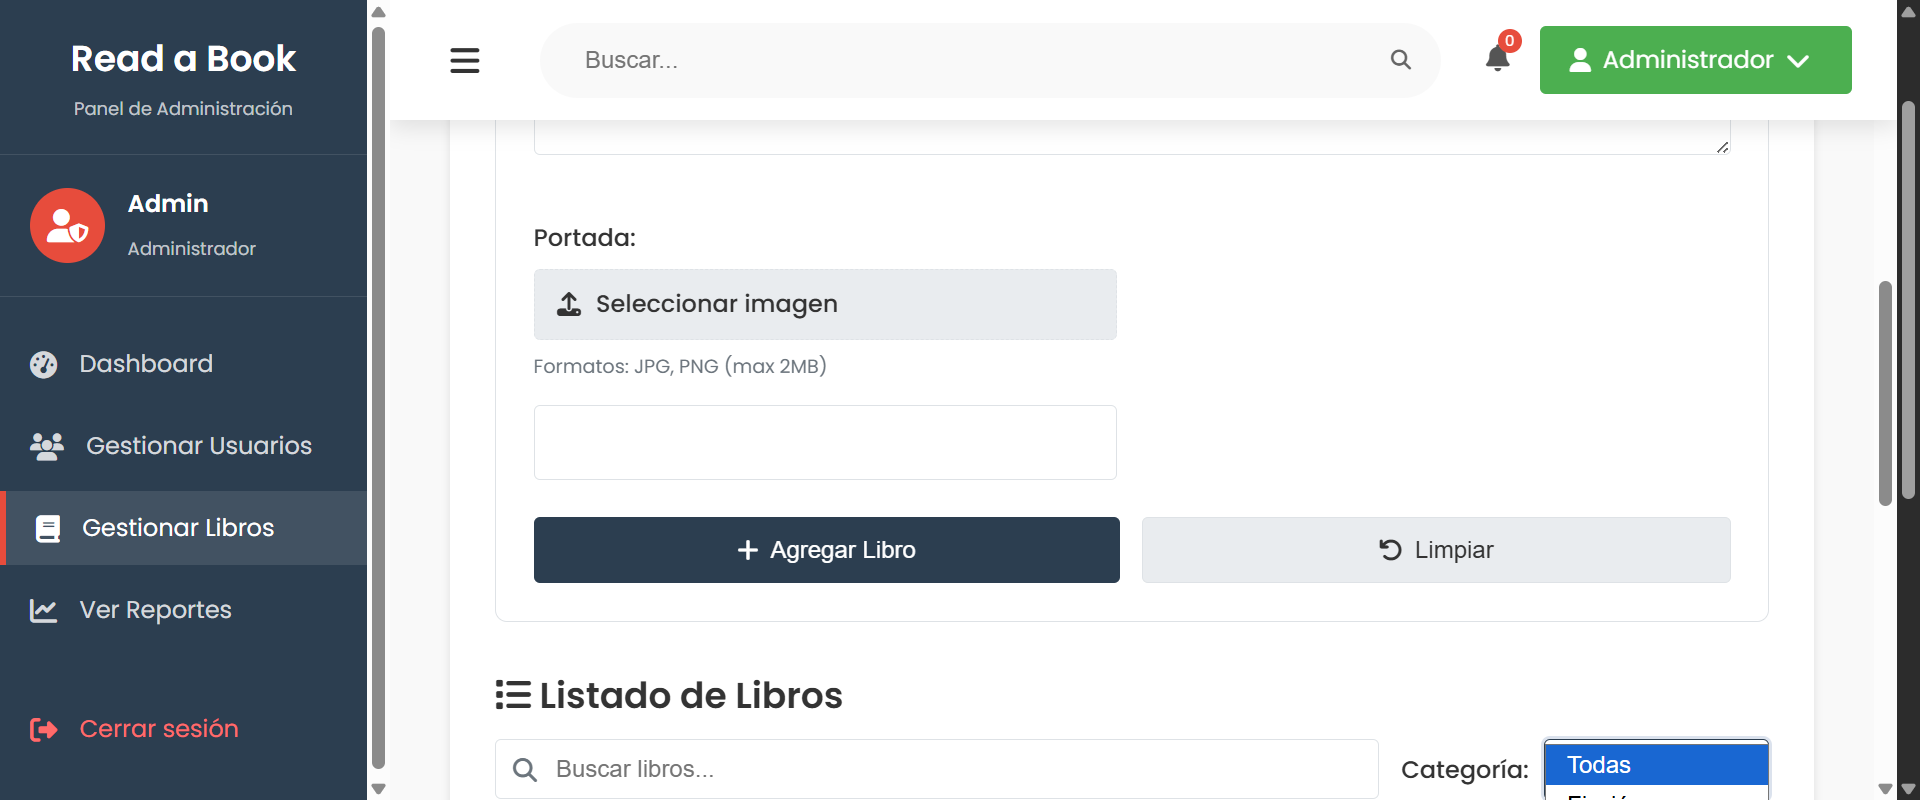 Read a Book
Panel de Administración
Admin
Administrador
Dashboard
Gestionar Usuarios
Gestionar Libros
Ver Reportes
Cerrar sesión
Buscar...
0
Administrador
Portada:
Seleccionar imagen
Formatos: JPG, PNG (max 2MB)
Agregar Libro
Limpiar
Listado de Libros
Buscar libros...
Categoría:
Todas